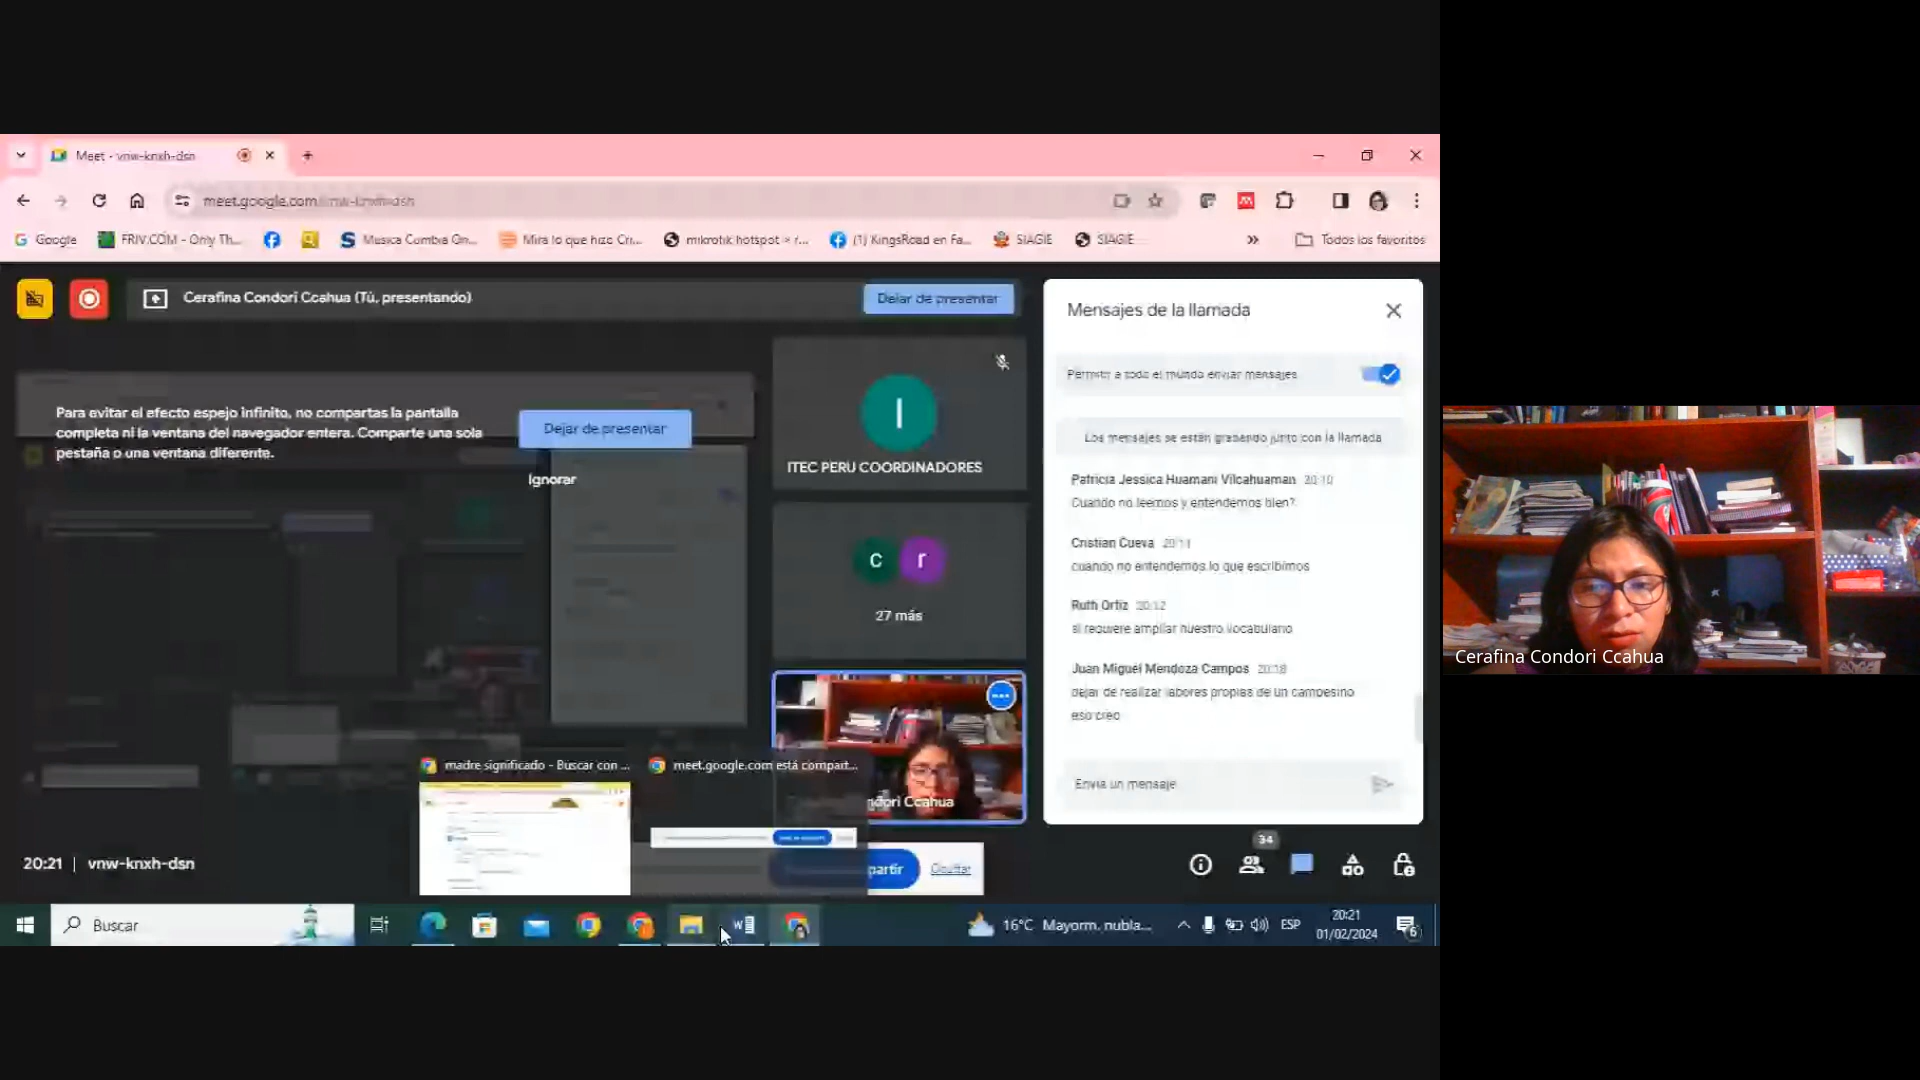 Meet - vnw-knxh-dsn
meet.google.com/vnw-knxh-dsn
Google
FRIV.COM - Only Th...
Musica Cumbia On...
Mira lo que hizo Cri...
mikrotik hotspot > r...
(1) KingsRoad en Fa...
SIAGIE
SIAGIE
»
Todos los favoritos
Cerafina Condori Ccahua (Tú, presentando)
Dejar de presentar
Mensajes de la llamada
Permitir a todo el mundo enviar mensajes
Para evitar el efecto espejo infinito, no compartas la pantalla
completa ni la ventana del navegador entera. Comparte una sola
pestaña o una ventana diferente.
Dejar de presentar
Ignorar
I
ITEC PERU COORDINADORES
c r
27 más
Los mensajes se están grabando junto con la llamada
Patricia Jessica Huamani Vilcahuaman 20:10
Cuando no leemos y entendemos bien?
Cristian Cueva 20:11
cuando no entendemos lo que escribimos
Ruth Ortiz 20:12
si requiere ampliar nuestro vocabulario
Juan Miguel Mendoza Campos 20:18
dejar de realizar labores propias de un campesino
eso creo
Envía un mensaje
madre significado - Buscar con ...
meet.google.com está compart...
ndori Ccahua
partir
Ocultar
20:21 | vnw-knxh-dsn
34
Buscar
16°C Mayorm. nubla...
ESP
20:21
01/02/2024
6
Cerafina Condori Ccahua